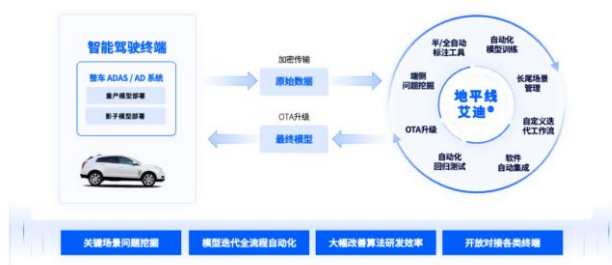 智能驾驶终端
整车 ADAS / AD 系统
量产模型部署
影子模型部署
加密传输
原始数据
OTA升级
最终模型
半/全自动
标注工具
自动化
模型训练
端侧
问题挖掘
长尾场景
管理
地平线
艾迪®
OTA升级
自定义迭
代工作流
自动化
回归测试
软件
自动集成
关键场景问题挖掘
模型迭代全流程自动化
大幅改善算法研发效率
开放对接各类终端